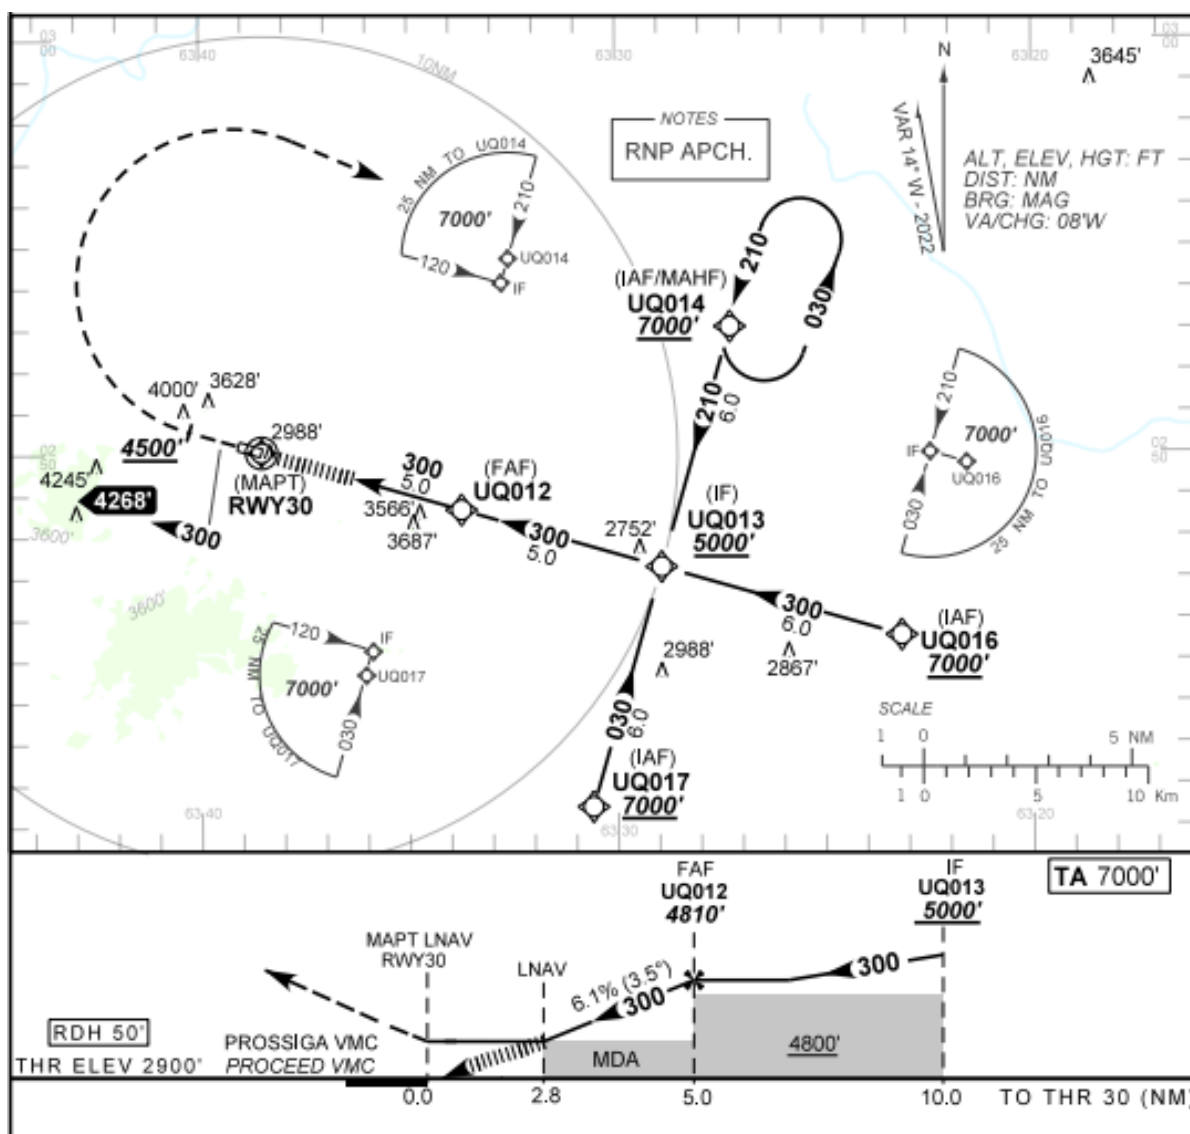 03
00
63 40
63 30
63 20
03
00
10NM
NOTES
RNP APCH.
N
3645'
VAR 14° W - 2022
ALT, ELEV, HGT: FT
DIST: NM
BRG: MAG
VA/CHG: 08'W
25 NM TO UQ014
210
7000'
120
UQ014
IF
(IAF/MAHF)
UQ014
7000'
210
030
210
6.0
4000'
3628'
4500'
2988'
(MAPT)
RWY30
02
50
4245'
4268'
3600'
300
300
5.0
(FAF)
UQ012
3566'
3687'
300
5.0
2752'
(IF)
UQ013
5000'
210
7000'
IF
UQ016
030
25 NM TO UQ016
02
50
300
6.0
(IAF)
UQ016
7000'
2988'
2867'
3600'
120
IF
UQ017
7000'
030
25 NM TO UQ017
030
6.0
(IAF)
UQ017
7000'
SCALE
1 0 5 NM
1 0 5 10 Km
63 40
63 30
63 20
FAF
UQ012
4810'
IF
UQ013
5000'
TA 7000'
MAPT LNAV
RWY30
LNAV
6.1% (3.5°)
300
300
RDH 50'
THR ELEV 2900'
PROSSIGA VMC
PROCEED VMC
MDA
4800'
0.0 2.8 5.0 10.0 TO THR 30 (NM)